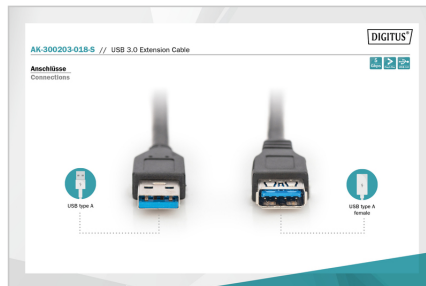 DIGITUS®
AK-300203-018-S // USB 3.0 Extension Cable
Anschlüsse
Connections
USB type A
USB type A
female